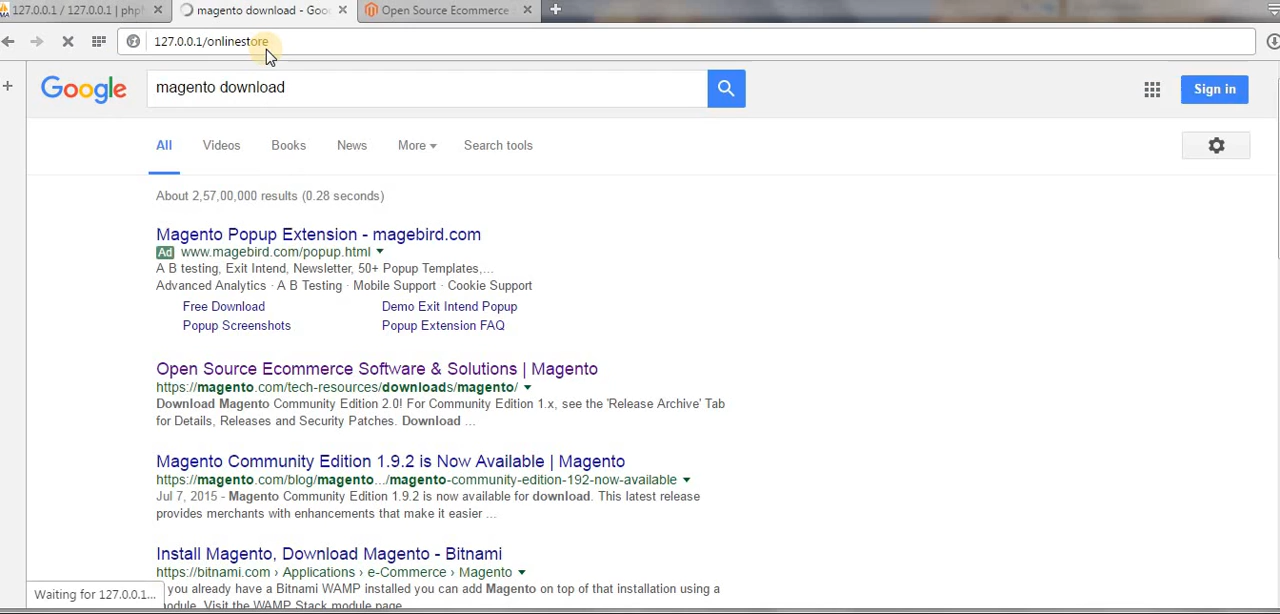 127.0.0.1 / 127.0.0.1 | phpM
magento download - Goo
Open Source Ecommerce S
127.0.0.1/onlinestore
Google
magento download
Sign in
All
Videos
Books
News
More
Search tools
About 2,57,00,000 results (0.28 seconds)
Magento Popup Extension - magebird.com
Ad www.magebird.com/popup.html
A B testing, Exit Intend, Newsletter, 50+ Popup Templates,...
Advanced Analytics · A B Testing · Mobile Support · Cookie Support
Free Download
Demo Exit Intend Popup
Popup Screenshots
Popup Extension FAQ
Open Source Ecommerce Software & Solutions | Magento
https://magento.com/tech-resources/downloads/magento/
Download Magento Community Edition 2.0! For Community Edition 1.x, see the 'Release Archive' Tab
for Details, Releases and Security Patches. Download ...
Magento Community Edition 1.9.2 is Now Available | Magento
https://magento.com/blog/magento.../magento-community-edition-192-now-available
Jul 7, 2015 - Magento Community Edition 1.9.2 is now available for download. This latest release
provides merchants with enhancements that make it easier ...
Install Magento, Download Magento - Bitnami
https://bitnami.com › Applications › e-Commerce › Magento
you already have a Bitnami WAMP installed you can add Magento on top of that installation using a
module. Visit the WAMP Stack module page.
Waiting for 127.0.0.1...